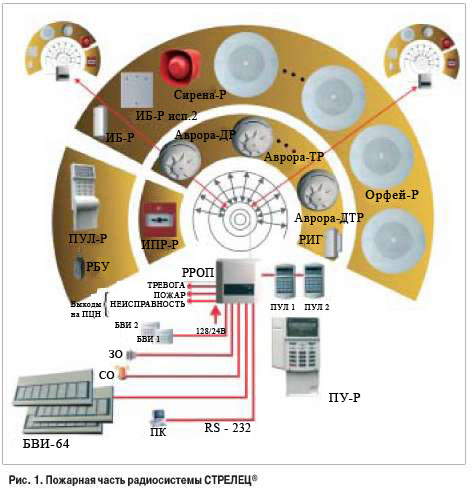 Сирена-Р
ИБ-Р исп.2
ИБ-Р
Аврора-ДР
Аврора-ТР
Орфей-Р
Аврора-ДТР
РИГ
ПУЛ-Р
РБУ
ИПР-Р
РРОП
ТРЕВОГА
ПОЖАР
НЕИСПРАВНОСТЬ
Выходы
на ПЦН
ПУЛ 1
ПУЛ 2
БВИ 2
БВИ 1
128/24В
ЗО
СО
ПУ-Р
БВИ-64
ПК
RS - 232
Рис. 1. Пожарная часть радиосистемы СТРЕЛЕЦ®